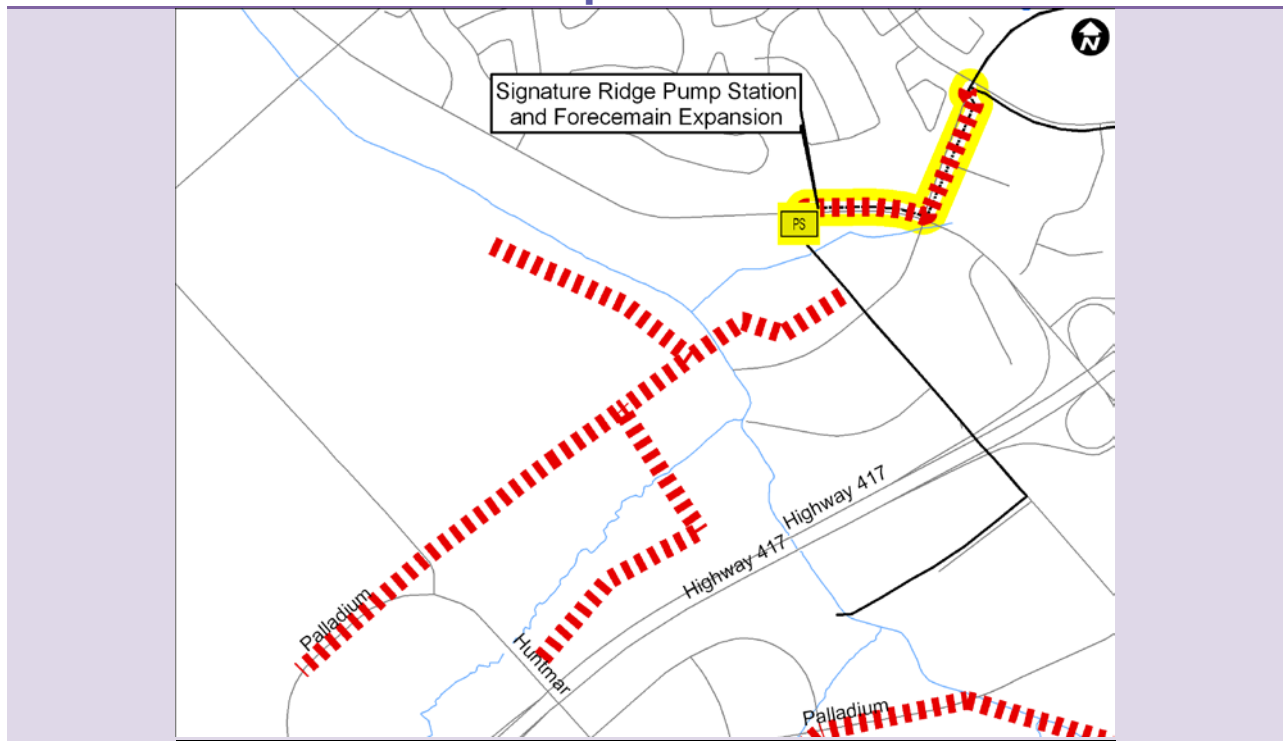 N
Signature Ridge Pump Station
and Forecemain Expansion
PS
Highway 417
Highway 417
Palladium
Huntmar
Palladium